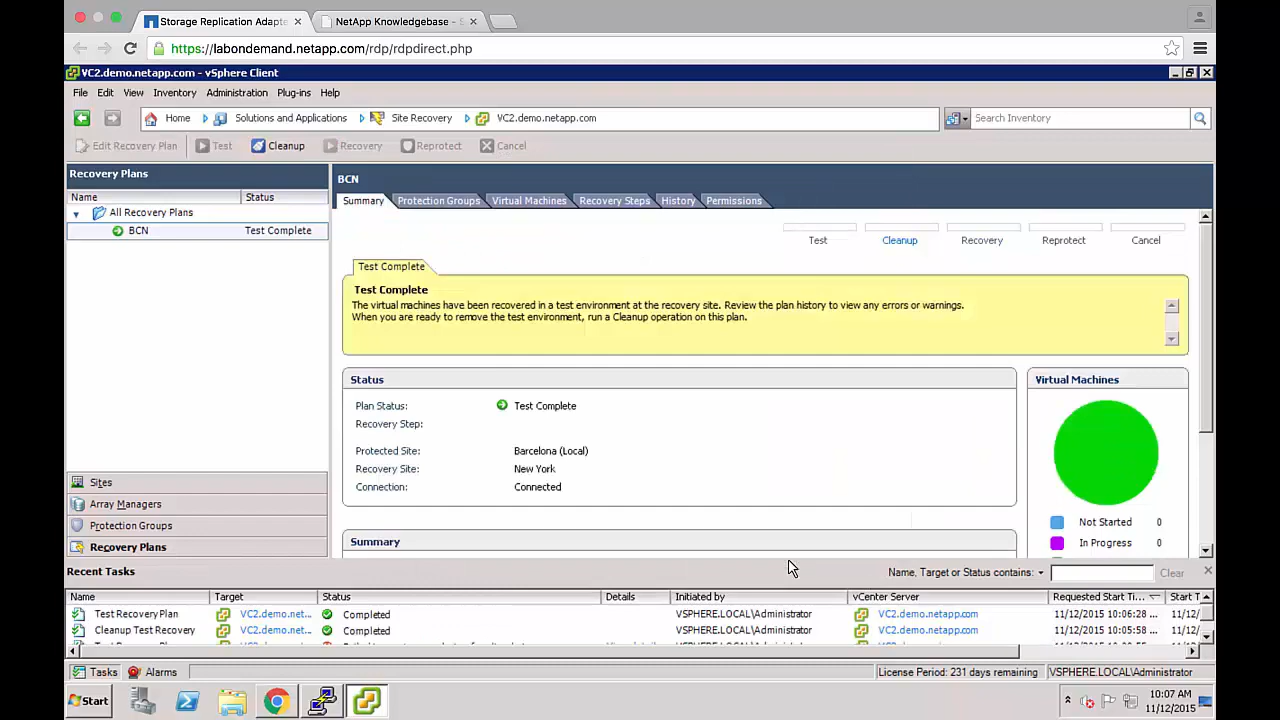 Storage Replication Adapte
NetApp Knowledgebase - S
https://labondemand.netapp.com/rdp/rdpdirect.php
VC2.demo.netapp.com - vSphere Client
File Edit View Inventory Administration Plug-ins Help
Home Solutions and Applications Site Recovery VC2.demo.netapp.com Search Inventory
Edit Recovery Plan Test Cleanup Recovery Reprotect Cancel
Recovery Plans
Name Status
All Recovery Plans
BCN Test Complete
Sites
Array Managers
Protection Groups
Recovery Plans
BCN
Summary Protection Groups Virtual Machines Recovery Steps History Permissions
Test Cleanup Recovery Reprotect Cancel
Test Complete
Test Complete
The virtual machines have been recovered in a test environment at the recovery site. Review the plan history to view any errors or warnings.
When you are ready to remove the test environment, run a Cleanup operation on this plan.
Status
Plan Status: Test Complete
Recovery Step:
Protected Site: Barcelona (Local)
Recovery Site: New York
Connection: Connected
Summary
Virtual Machines
Not Started 0
In Progress 0
Recent Tasks
Name, Target or Status contains: Clear
Name Target Status Details Initiated by vCenter Server Requested Start Ti... Start T
Test Recovery Plan VC2.demo.net... Completed VSPHERE.LOCAL\Administrator VC2.demo.netapp.com 11/12/2015 10:06:28 ... 11/12/
Cleanup Test Recovery VC2.demo.net... Completed VSPHERE.LOCAL\Administrator VC2.demo.netapp.com 11/12/2015 10:05:58 ... 11/12/
Tasks Alarms License Period: 231 days remaining VSPHERE.LOCAL\Administrator
Start
10:07 AM
11/12/2015